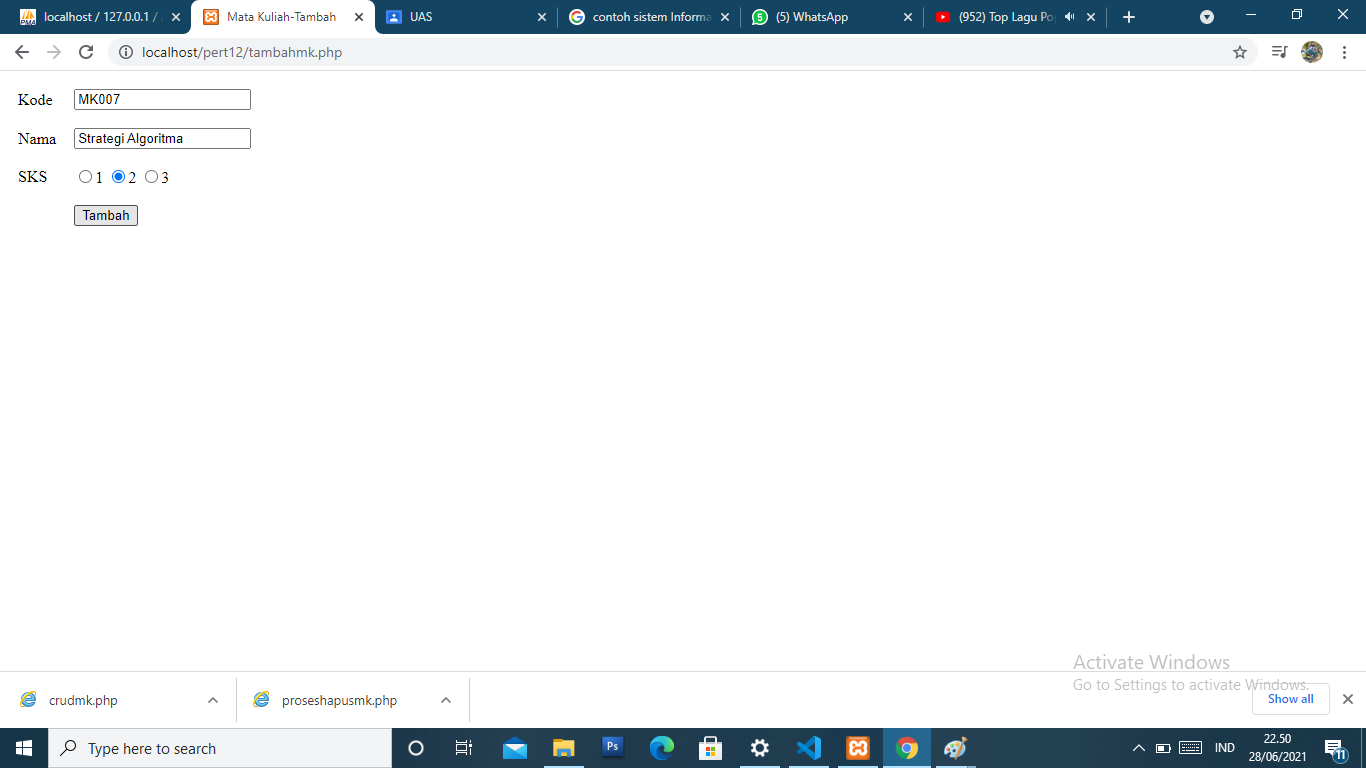 localhost / 127.0.0.1 /
Mata Kuliah-Tambah
UAS
contoh sistem Informa
(5) WhatsApp
(952) Top Lagu Po
localhost/pert12/tambahmk.php
Kode MK007
Nama Strategi Algoritma
SKS 1 2 3
Tambah
Activate Windows
Go to Settings to activate Windows.
crudmk.php
proseshapusmk.php
Show all
Type here to search
Ps
IND
22.50
28/06/2021
11